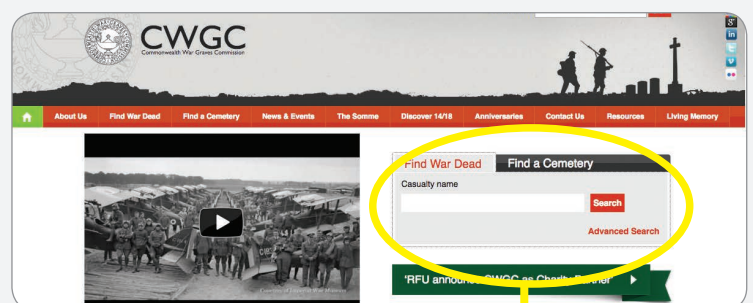 CWGC
Commonwealth War Graves Commission
About Us Find War Dead Find a Cemetery News & Events The Somme Discover 14/18 Anniversaries Contact Us Resources Living Memory
Find War Dead Find a Cemetery
Casualty name
Search
Advanced Search
'RFU announces CWGC as Charity Partner'